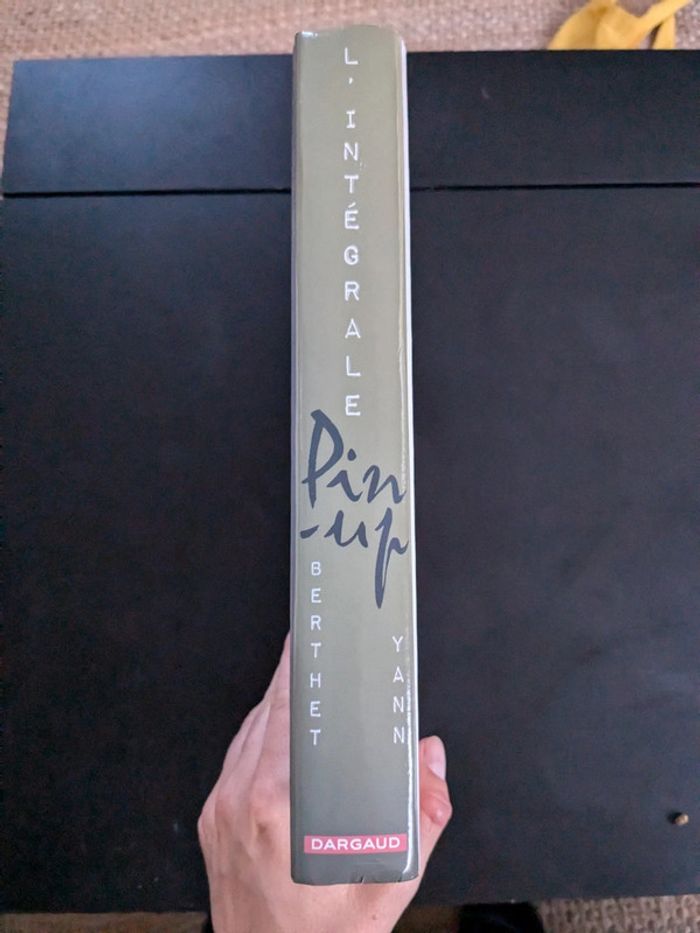 L'INTÉGRALE
Pin
-up
BERTHET
YANN
DARGAUD